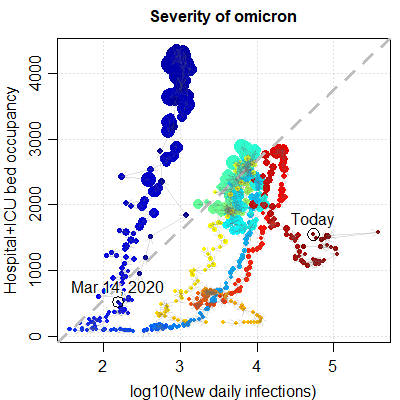 Severity of omicron
Hospital+ICU bed occupancy
4000
3000
2000
1000
0
Today
Mar 14, 2020
2
3
4
5
log10(New daily infections)